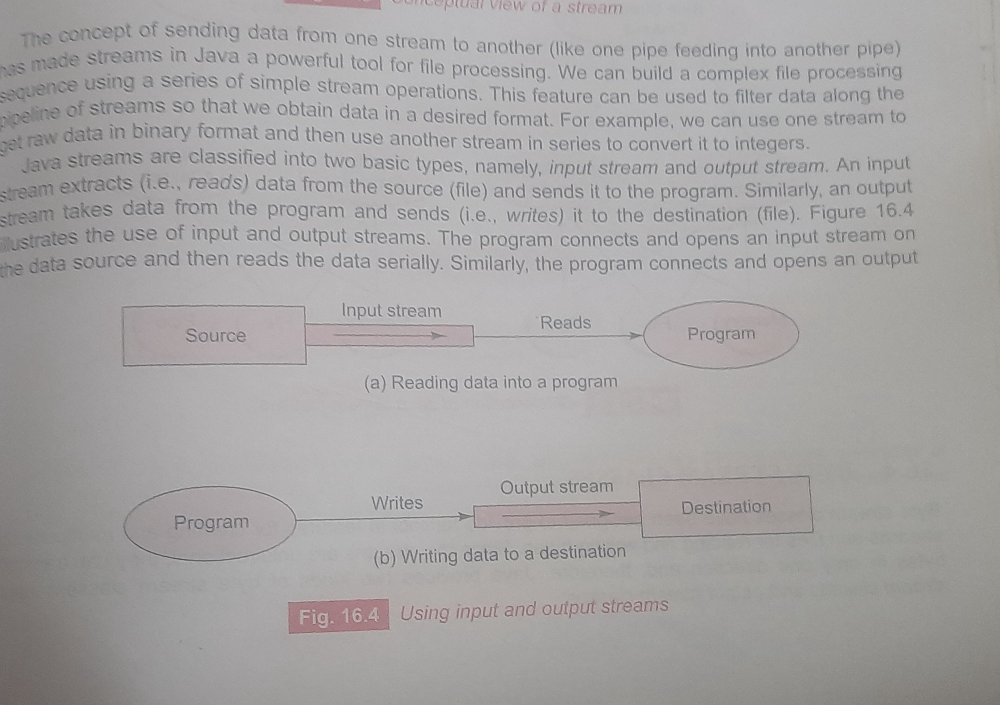 Conceptual view of a stream
The concept of sending data from one stream to another (like one pipe feeding into another pipe)
has made streams in Java a powerful tool for file processing. We can build a complex file processing
sequence using a series of simple stream operations. This feature can be used to filter data along the
pipeline of streams so that we obtain data in a desired format. For example, we can use one stream to
get raw data in binary format and then use another stream in series to convert it to integers.
Java streams are classified into two basic types, namely, input stream and output stream. An input
stream extracts (i.e., reads) data from the source (file) and sends it to the program. Similarly, an output
stream takes data from the program and sends (i.e., writes) it to the destination (file). Figure 16.4
illustrates the use of input and output streams. The program connects and opens an input stream on
the data source and then reads the data serially. Similarly, the program connects and opens an output
Input stream
Source
Reads
Program
(a) Reading data into a program
Output stream
Program
Writes
Destination
(b) Writing data to a destination
Fig. 16.4 Using input and output streams